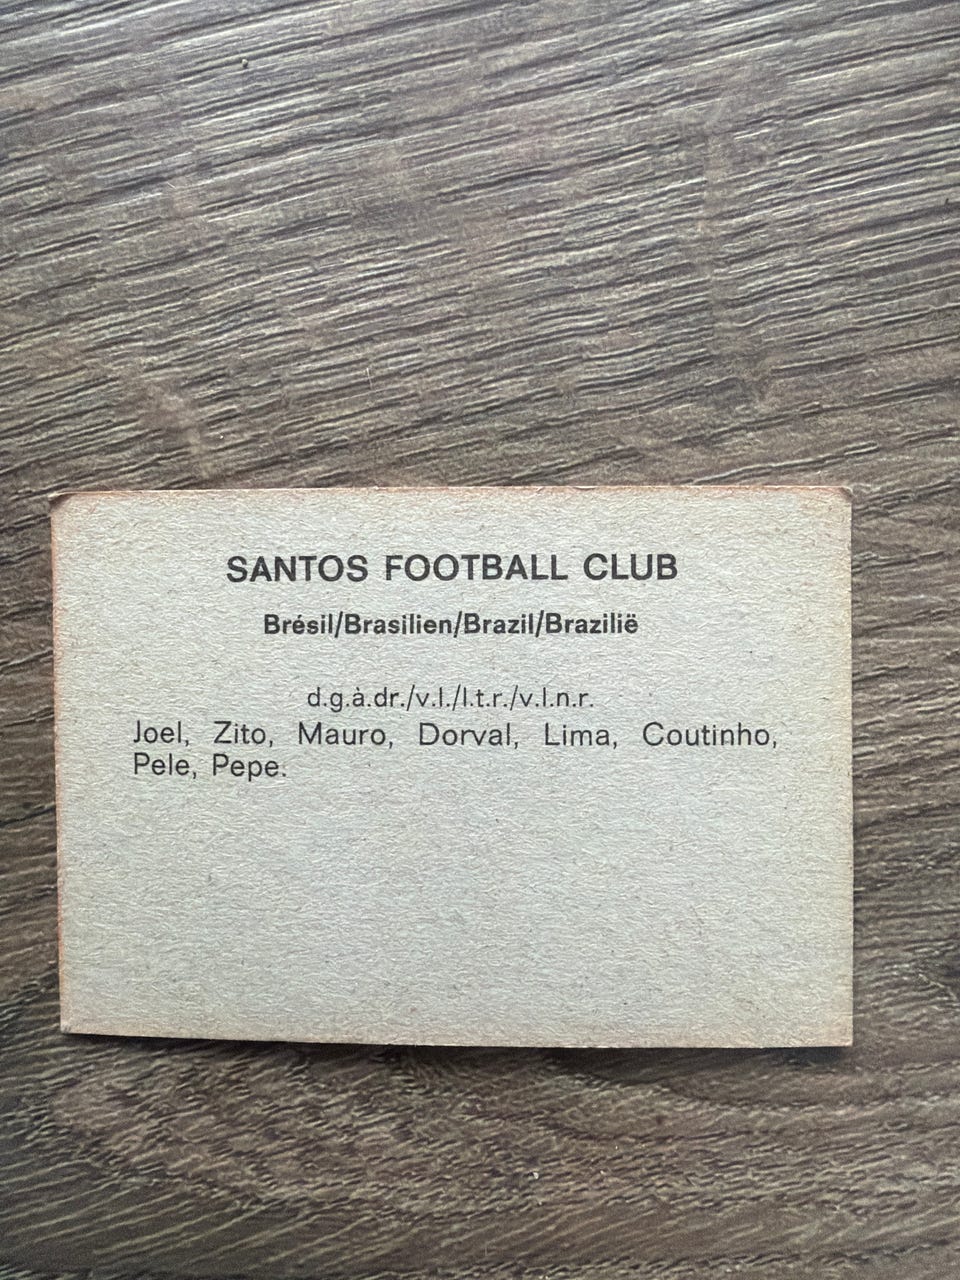 SANTOS FOOTBALL CLUB
Brésil/Brasilien/Brazil/Brazilië
d.g.à.dr./v.l./l.t.r./v.l.n.r.
Joel, Zito, Mauro, Dorval, Lima, Coutinho,
Pele, Pepe.